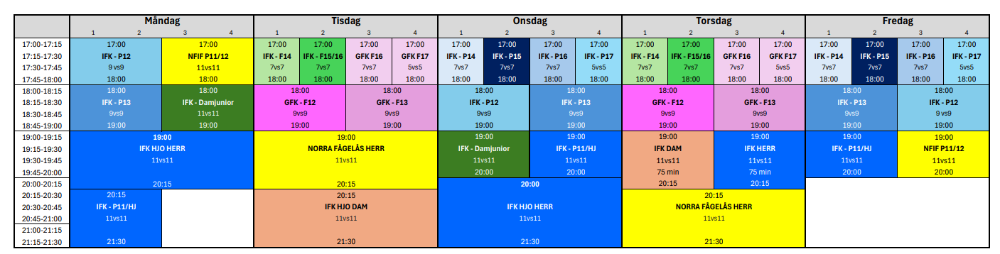 Måndag Tisdag Onsdag Torsdag Fredag
1 2 3 4 1 2 3 4 1 2 3 4 1 2 3 4 1 2 3 4
17:00-17:15 17:00 17:00 17:00 17:00 17:00 17:00 17:00 17:00 17:00 17:00 17:00 17:00 17:00 17:00 17:00 17:00 17:00 17:00
17:15-17:30 IFK - P12 NFIF P11/12 IFK - F14 IFK - F15/16 GFK F16 GFK F17 IFK - P14 IFK - P15 IFK - P16 IFK - P17 IFK - F14 IFK - F15/16 GFK F16 GFK F17 IFK - P14 IFK - P15 IFK - P16 IFK - P17
17:30-17:45 9 vs9 11vs11 7vs7 7vs7 7vs7 5vs5 7vs7 7vs7 7vs7 5vs5 7vs7 7vs7 7vs7 5vs5 7vs7 7vs7 7vs7 5vs5
17:45-18:00 18:00 18:00 18:00 18:00 18:00 18:00 18:00 18:00 18:00 18:00 18:00 18:00 18:00 18:00 18:00 18:00 18:00 18:00
18:00-18:15 18:00 18:00 18:00 18:00 18:00 18:00 18:00 18:00 18:00 18:00
18:15-18:30 IFK - P13 IFK - Damjunior GFK - F12 GFK - F13 IFK - P12 IFK - P13 GFK - F12 GFK - F13 IFK - P13 IFK - P12
18:30-18:45 9vs9 11vs11 9vs9 9vs9 9vs9 9vs9 9vs9 9vs9 9vs9 9 vs9
18:45-19:00 19:00 19:00 19:00 19:00 19:00 19:00 19:00 19:00 19:00 19:00
19:00-19:15 19:00 19:00 19:00 19:00 19:00 19:00 19:00 19:00
19:15-19:30 IFK HJO HERR NORRA FÅGELÅS HERR IFK - Damjunior IFK - P11/HJ IFK DAM IFK HERR IFK - P11/HJ NFIF P11/12
19:30-19:45 11vs11 11vs11 11vs11 11vs11 11vs11 11vs11 11vs11 11vs11
19:45-20:00 20:00 20:00 75 min 75 min 20:00 20:00
20:00-20:15 20:15 20:15 20:00 20:15 20:15
20:15-20:30 20:15 20:15 20:15
20:30-20:45 IFK - P11/HJ IFK HJO DAM IFK HJO HERR NORRA FÅGELÅS HERR
20:45-21:00 11vs11 11vs11 11vs11 11vs11
21:00-21:15
21:15-21:30 21:30 21:30 21:30 21:30